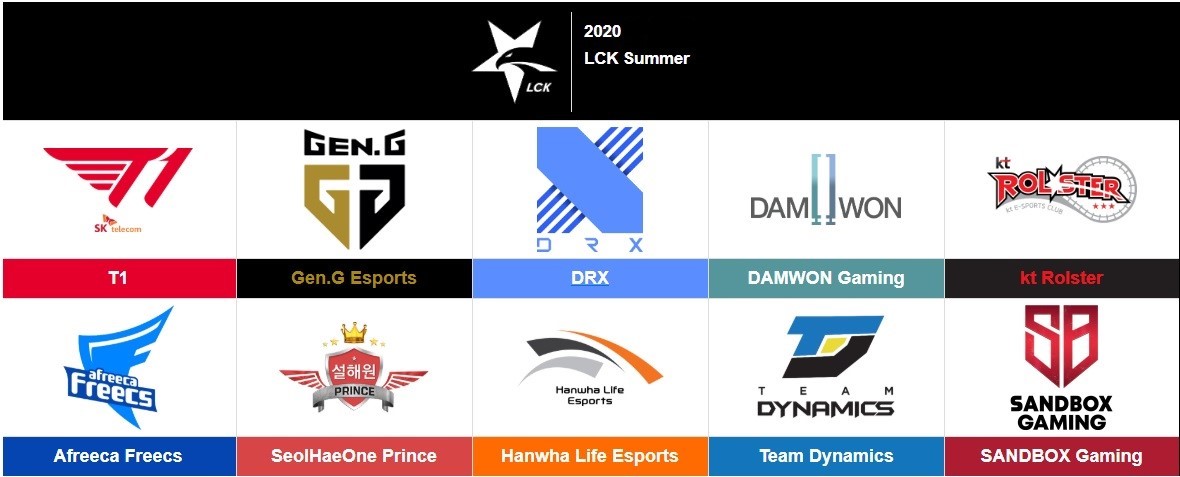 2020
LCK Summer
LCK
T1
SK telecom
GEN.G
DRX
DAMWON
kt
ROLSTER
KT E-SPORTS CLUB
T1
Gen.G Esports
DRX
DAMWON Gaming
kt Rolster
afreeca
Freecs
설해원
PRINCE
Hanwha Life
Esports
TEAM
DYNAMICS
SB
SANDBOX
GAMING
Afreeca Freecs
SeolHaeOne Prince
Hanwha Life Esports
Team Dynamics
SANDBOX Gaming